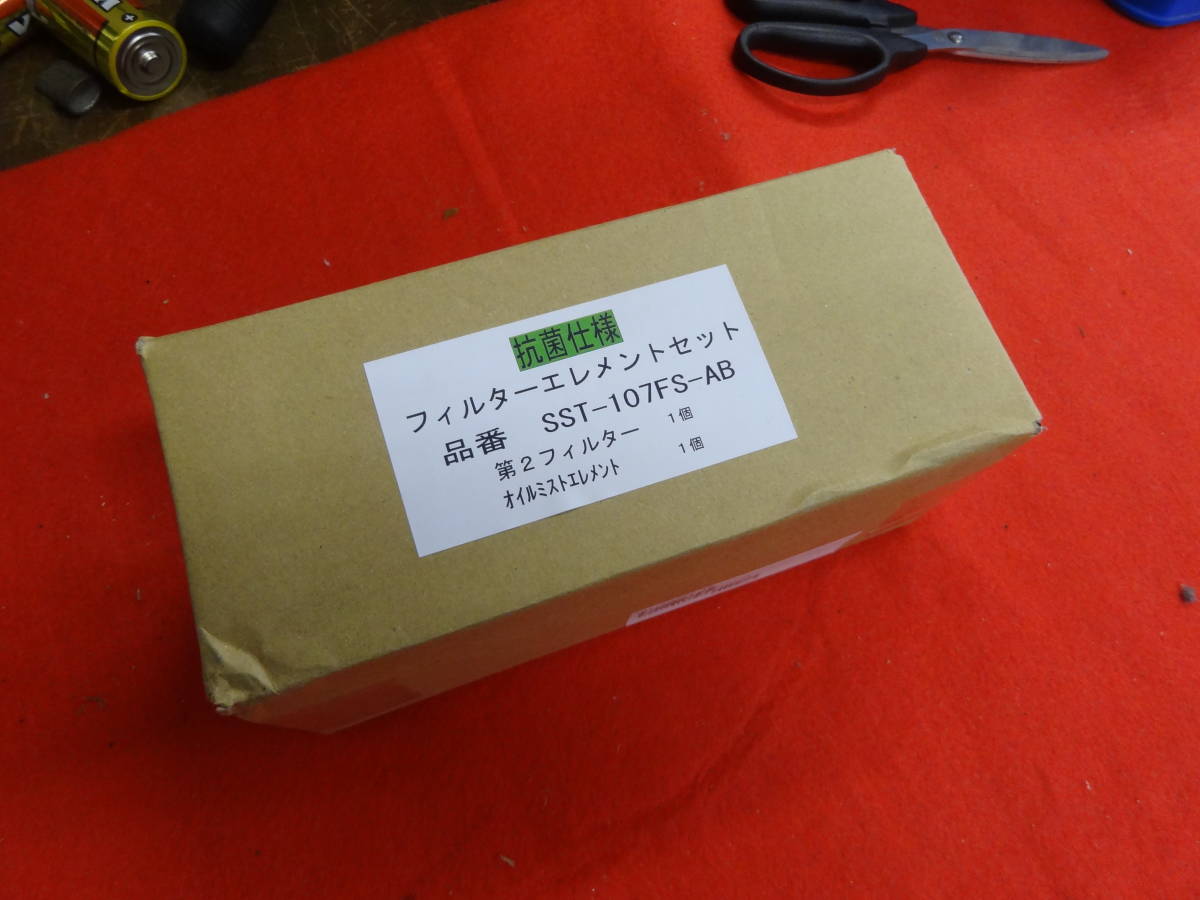 抗菌仕様
フィルターエレメントセット
品番 SST-107FS-AB
第2フィルター 1個
オイルミストエレメント 1個